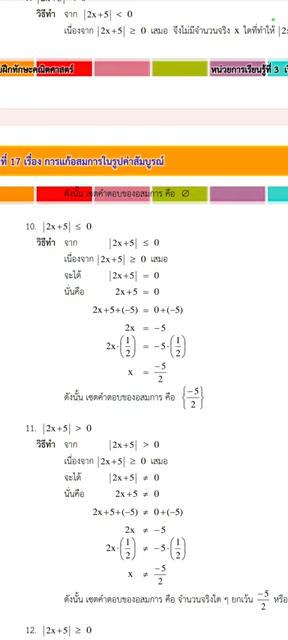 วิธีทำ จาก |2x+5| < 0
เนื่องจาก |2x+5| ≥ 0 เสมอ จึงไม่มีจำนวนจริง x ใดที่ทำให้
ฝึกทักษะคณิตศาสตร์ หน่วยการเรียนรู้ที่ 3
ที่ 17 เรื่อง การแก้อสมการในรูปค่าสัมบูรณ์
ดังนั้น เซตคำตอบของอสมการ คือ ∅
10. |2x+5| ≤ 0
วิธีทำ จาก |2x+5| ≤ 0
เนื่องจาก |2x+5| ≥ 0 เสมอ
จะได้ |2x+5| = 0
นั่นคือ 2x+5 = 0
2x+5+(−5) = 0+(−5)
2x = −5
2x·(1/2) = −5·(1/2)
x = −5/2
ดังนั้น เซตคำตอบของอสมการ คือ {−5/2}
11. |2x+5| > 0
วิธีทำ จาก |2x+5| > 0
เนื่องจาก |2x+5| ≥ 0 เสมอ
จะได้ |2x+5| ≠ 0
นั่นคือ 2x+5 ≠ 0
2x+5+(−5) ≠ 0+(−5)
2x ≠ −5
2x·(1/2) ≠ −5·(1/2)
x ≠ −5/2
ดังนั้น เซตคำตอบของอสมการ คือ จำนวนจริงใด ๆ ยกเว้น −5/2 หรือ
12. |2x+5| ≥ 0